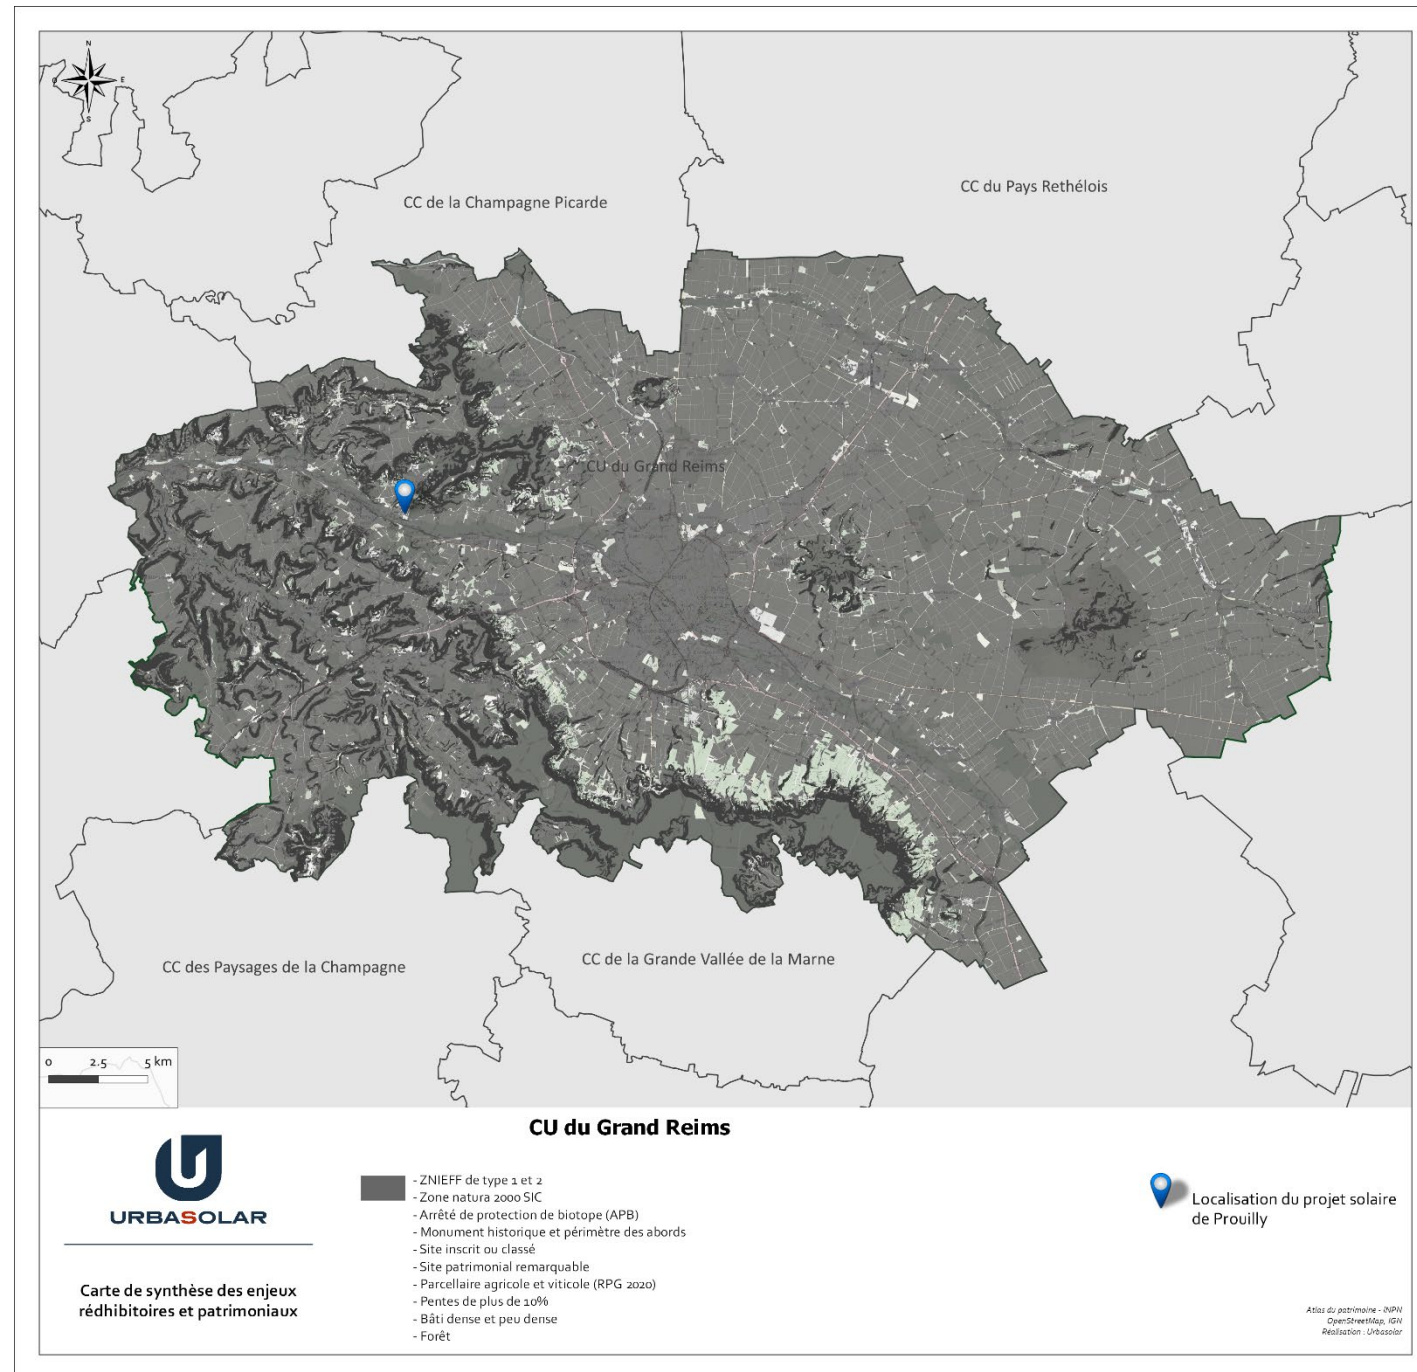 N
O
E
S
CC de la Champagne Picarde
CC du Pays Rethélois
CU du Grand Reims
CC des Paysages de la Champagne
CC de la Grande Vallée de la Marne
0 2,5 5 km
CU du Grand Reims
URBASOLAR
Carte de synthèse des enjeux
rédhibitoires et patrimoniaux
- ZNIEFF de type 1 et 2
- Zone natura 2000 SIC
- Arrêté de protection de biotope (APB)
- Monument historique et périmètre des abords
- Site inscrit ou classé
- Site patrimonial remarquable
- Parcellaire agricole et viticole (RPG 2020)
- Pentes de plus de 10%
- Bâti dense et peu dense
- Forêt
Localisation du projet solaire
de Prouilly
Atlas du patrimoine - INPN
OpenStreetMap, IGN
Réalisation : Urbasolar